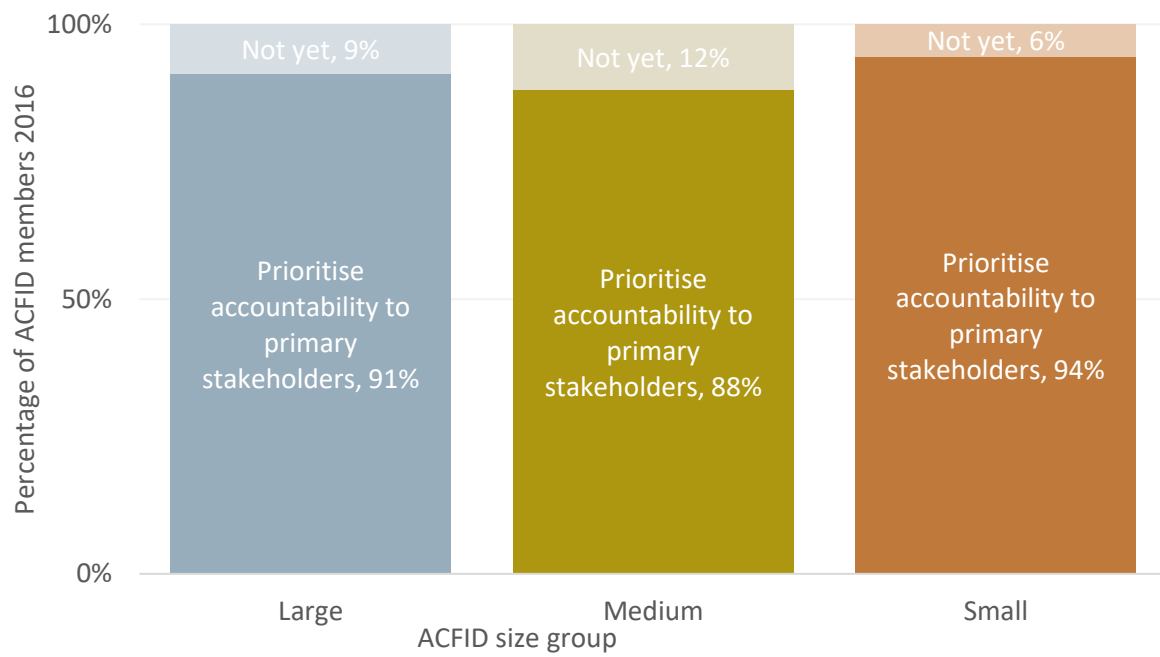 Percentage of ACFID members 2016
100%
50%
0%
Not yet, 9%
Prioritise
accountability to
primary
stakeholders, 91%
Not yet, 12%
Prioritise
accountability to
primary
stakeholders, 88%
Not yet, 6%
Prioritise
accountability to
primary
stakeholders, 94%
Large
Medium
Small
ACFID size group